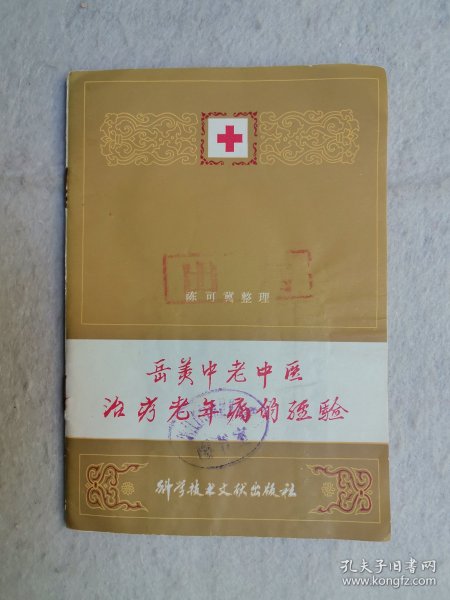 陈可冀整理
岳美中老中医
治疗老年病的经验
科学技术文献出版社
孔夫子旧书网
www.kongfz.com